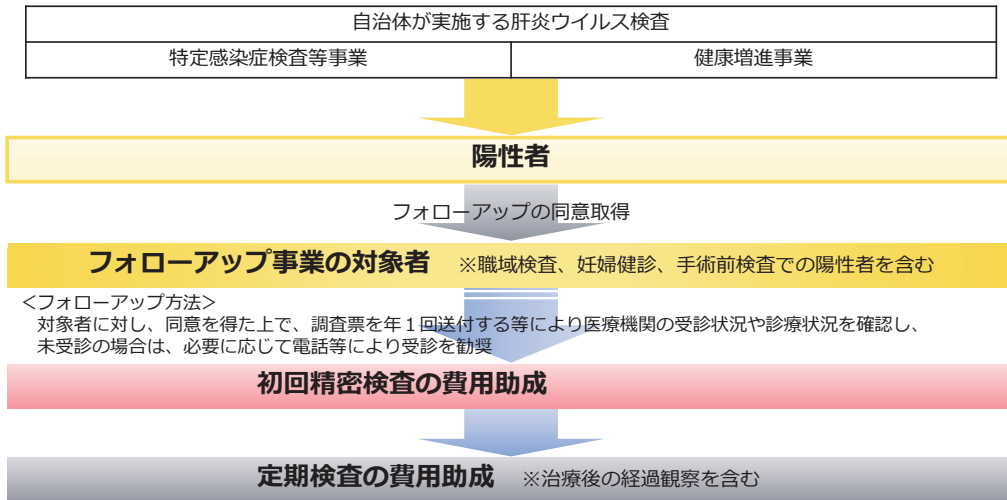 自治体が実施する肝炎ウイルス検査
特定感染症検査等事業
健康増進事業
陽性者
フォローアップの同意取得
フォローアップ事業の対象者 ※職域検査、妊婦健診、手術前検査での陽性者を含む
<フォローアップ方法>
対象者に対し、同意を得た上で、調査票を年１回送付する等により医療機関の受診状況や診療状況を確認し、
未受診の場合は、必要に応じて電話等により受診を勧奨
初回精密検査の費用助成
定期検査の費用助成 ※治療後の経過観察を含む